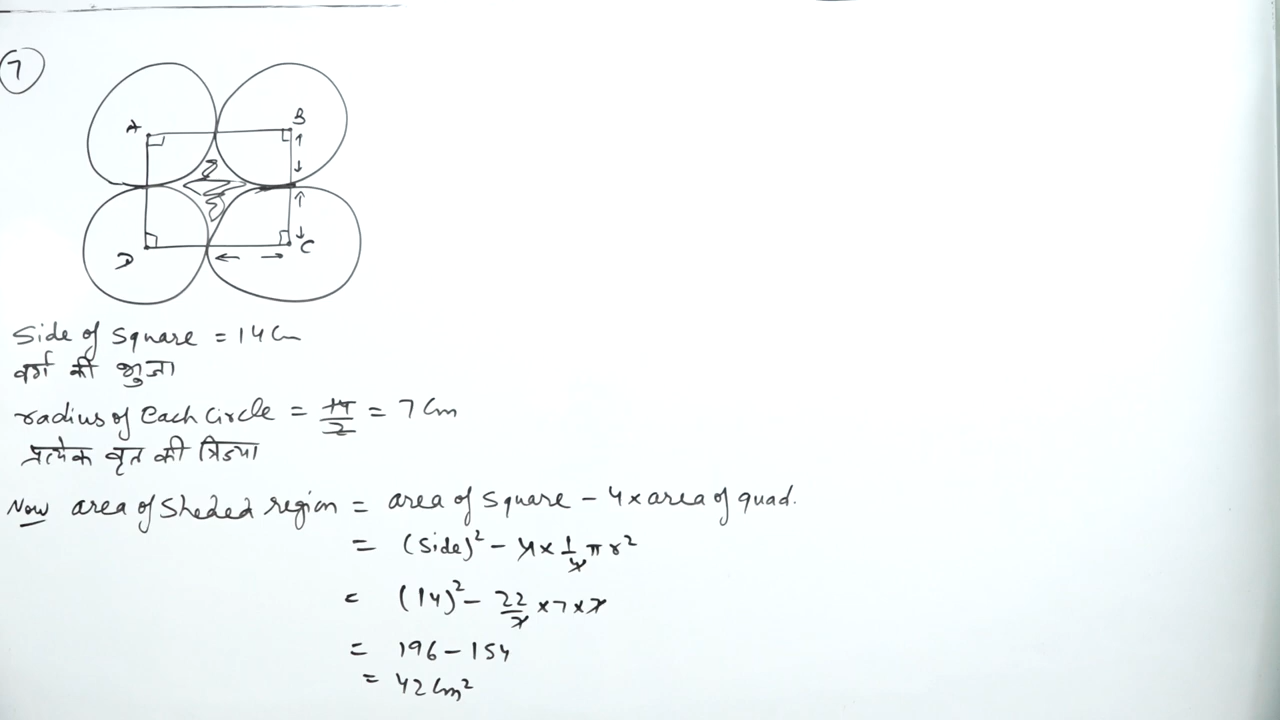 7
A B
D C
Side of Square = 14 Cm
वर्ग की भुजा
radius of Each Circle = 14/2 = 7 Cm
प्रत्येक वृत की त्रिज्या
Now area of Sheded region = area of Square - 4 × area of quad.
= (Side)² - 4 × 1/4 π r²
= (14)² - 22/7 × 7 × 7
= 196 - 154
= 42 Cm²